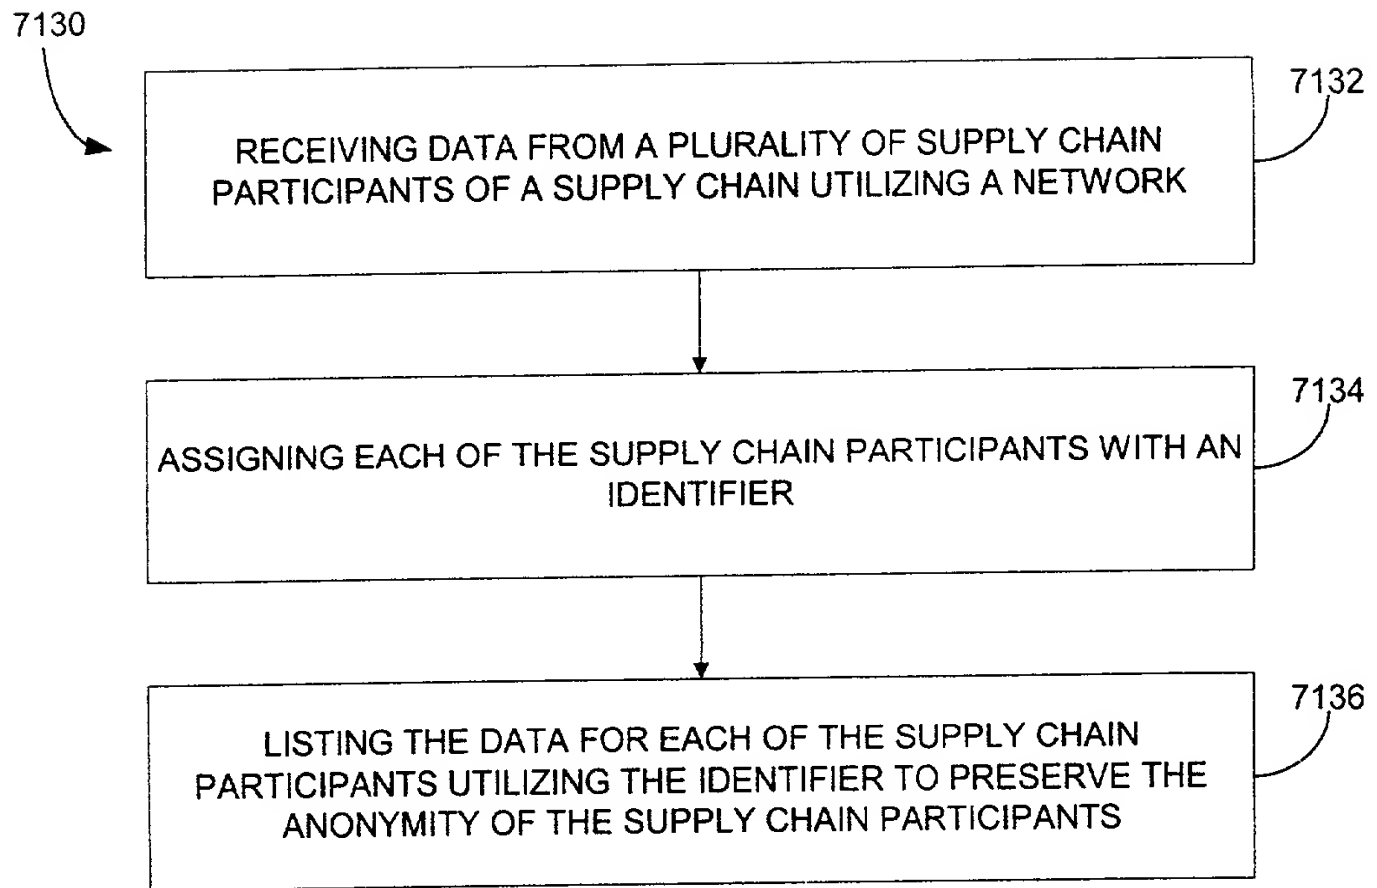 7130
7132
RECEIVING DATA FROM A PLURALITY OF SUPPLY CHAIN
PARTICIPANTS OF A SUPPLY CHAIN UTILIZING A NETWORK
7134
ASSIGNING EACH OF THE SUPPLY CHAIN PARTICIPANTS WITH AN
IDENTIFIER
7136
LISTING THE DATA FOR EACH OF THE SUPPLY CHAIN
PARTICIPANTS UTILIZING THE IDENTIFIER TO PRESERVE THE
ANONYMITY OF THE SUPPLY CHAIN PARTICIPANTS